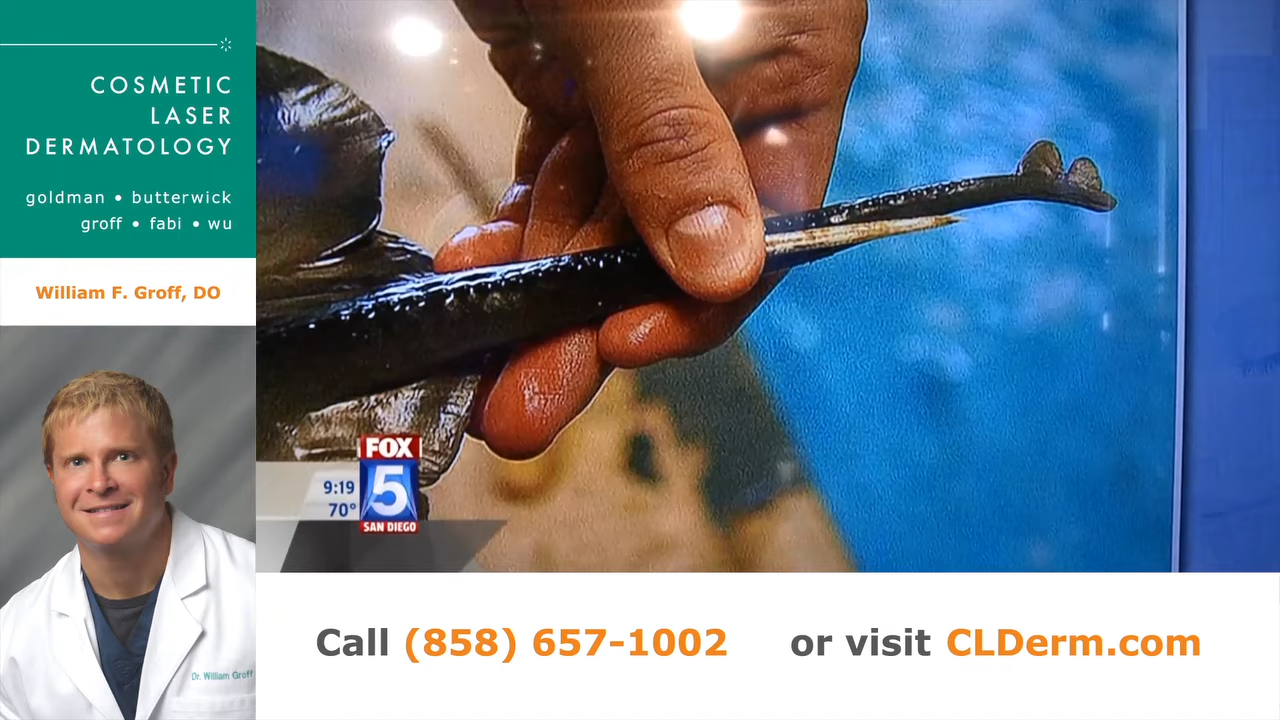 COSMETIC
LASER
DERMATOLOGY
goldman • butterwick
groff • fabi • wu
William F. Groff, DO
Dr. William Groff
9:19
70°
FOX
5
SAN DIEGO
Call (858) 657-1002 or visit CLDerm.com